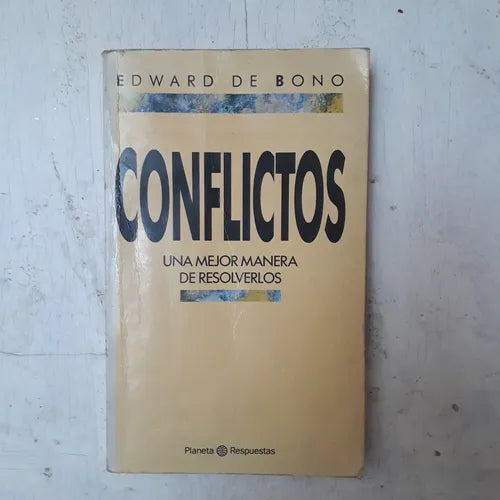 EDWARD DE BONO
CONFLICTOS
UNA MEJOR MANERA
DE RESOLVERLOS
Planeta Respuestas